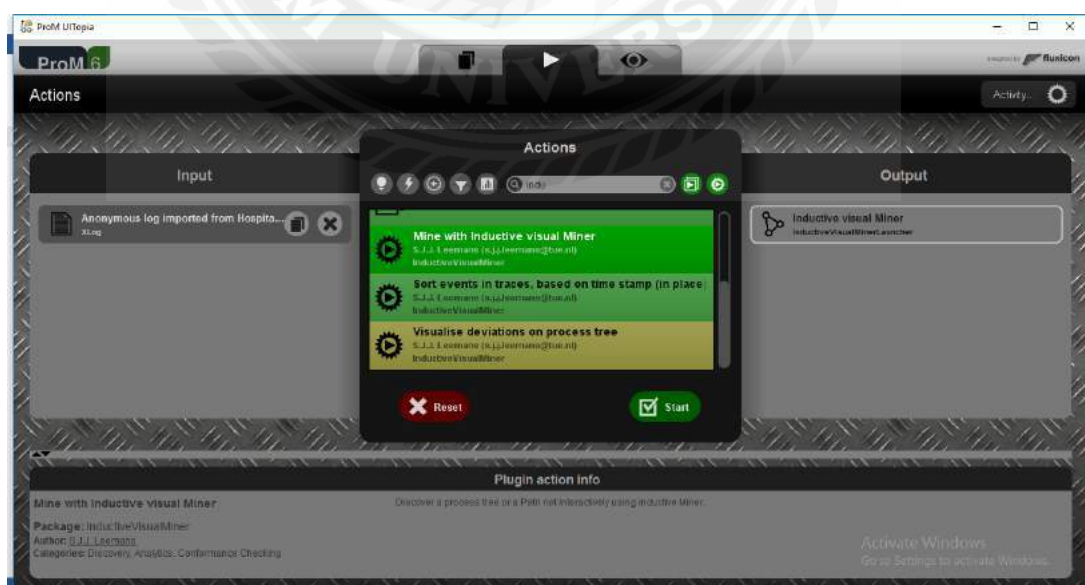 ProM UITopia
ProM 6
UNIVERS
fluxicon
Actions
Activity...
Actions
Input
indu
Output
Anonymous log imported from Hospita...
XLog
Mine with Inductive visual Miner
S.J.J. Leemans (s.j.j.leemans@tue.nl)
InductiveVisualMiner
Sort events in traces, based on time stamp (in place
S.J.J. Leemans (s.j.j.leemans@tue.nl)
InductiveVisualMiner
Visualise deviations on process tree
S.J.J. Leemans (s.j.j.leemans@tue.nl)
InductiveVisualMiner
Inductive visual Miner
InductiveVisualMinerLauncher
Reset
Start
Plugin action info
Mine with Inductive visual Miner
Discover a process tree or a Petri net interactively using Inductive Miner.
Package: InductiveVisualMiner
Author: S.J.J. Leemans
Categories: Discovery, Analytics, Conformance Checking
Activate Windows
Go to Settings to activate Windows.